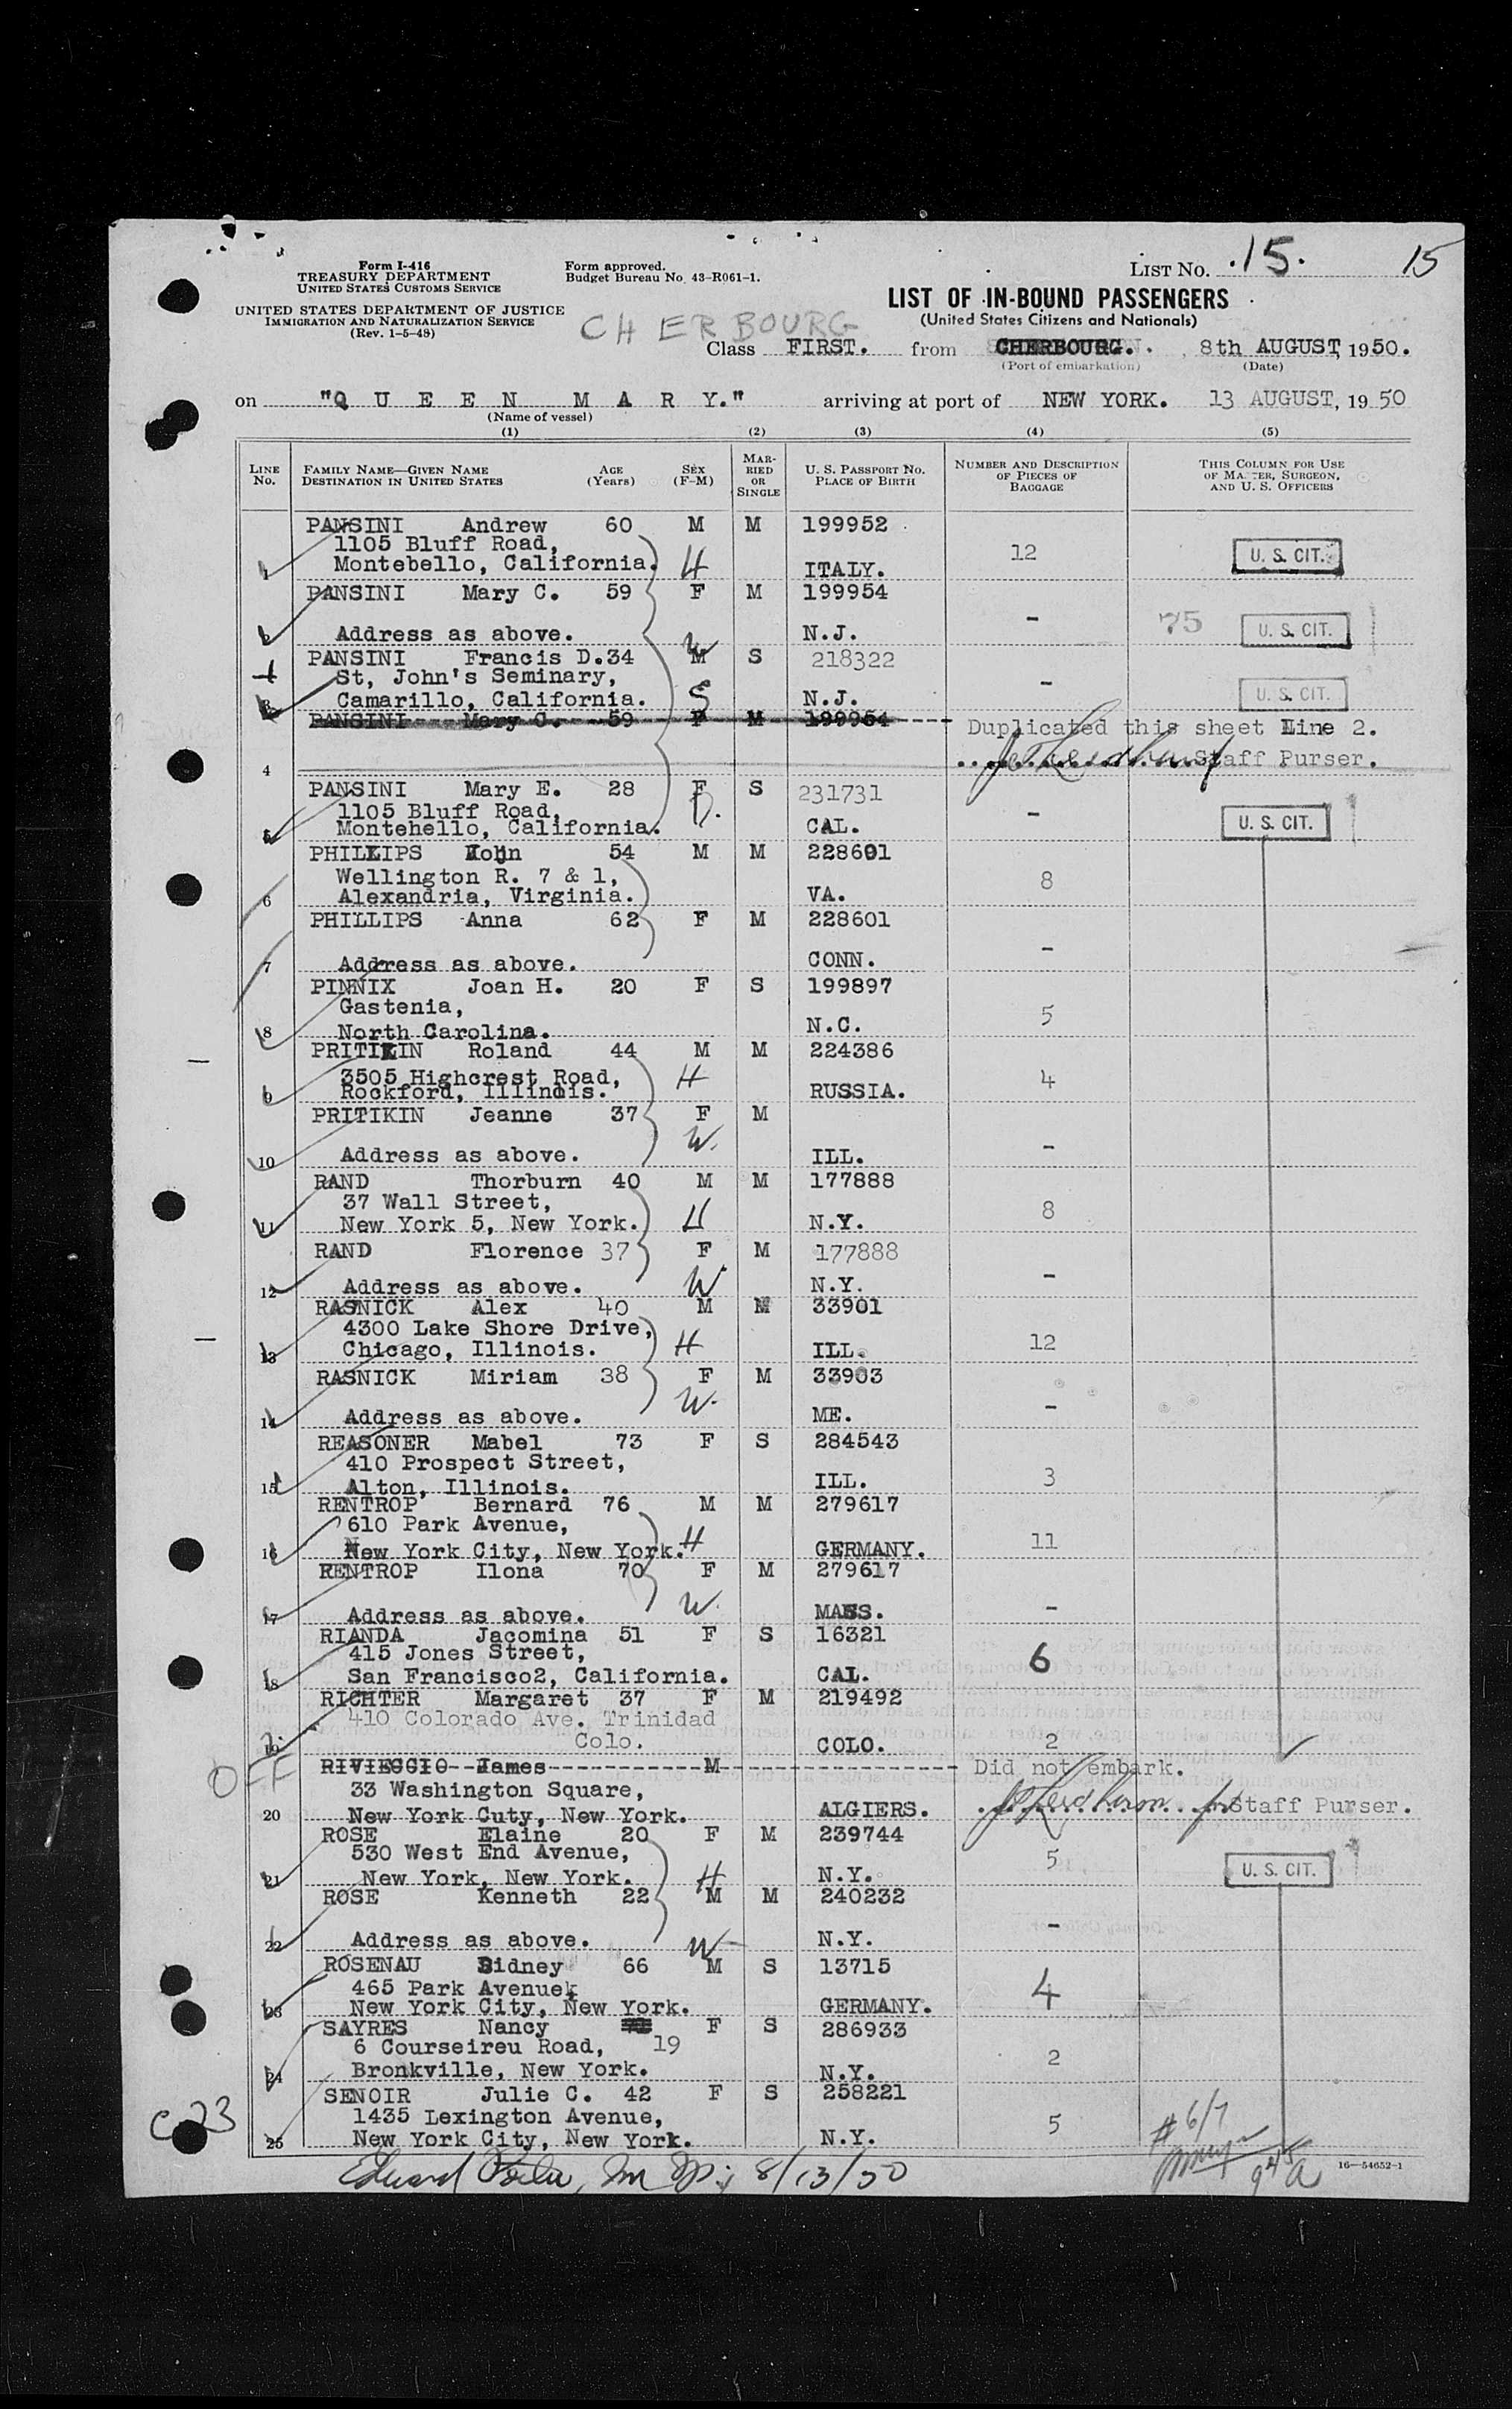 LIST No. .15. 15
Form I-416
TREASURY DEPARTMENT
UNITED STATES CUSTOMS SERVICE
UNITED STATES DEPARTMENT OF JUSTICE
IMMIGRATION AND NATURALIZATION SERVICE
(Rev. 1-5-48)
Form approved.
Budget Bureau No. 43-R061-1.
LIST OF IN-BOUND PASSENGERS
(United States Citizens and Nationals)
CHERBOURG
Class FIRST. from CHERBOURG. , 8th AUGUST, 1950.
(Port of embarkation) (Date)
on "Q U E E N M A R Y." arriving at port of NEW YORK. 13 AUGUST, 1950
(Name of vessel)
(1) (2) (3) (4) (5)
LINE No. FAMILY NAME—GIVEN NAME DESTINATION IN UNITED STATES AGE (Years) SEX (F-M) MARRIED OR SINGLE U. S. PASSPORT No. PLACE OF BIRTH NUMBER AND DESCRIPTION OF PIECES OF BAGGAGE THIS COLUMN FOR USE OF MASTER, SURGEON, AND U. S. OFFICERS
PANSINI Andrew 60 M M 199952
1105 Bluff Road, 12 U. S. CIT.
1 Montebello, California. H ITALY.
PANSINI Mary C. 59 F M 199954
- 75 U. S. CIT.
2 Address as above. W N.J.
PANSINI Francis D. 34 M S 218322
St, John's Seminary, - U. S. CIT.
3 Camarillo, California. S N.J.
PANSINI Mary C. 59 F M 199954 Duplicated this sheet Line 2.
4 Staff Purser.
PANSINI Mary E. 28 F S 231731
1105 Bluff Road, D. - U. S. CIT.
5 Montehello, California. CAL.
PHILLIPS John 54 M M 228601
Wellington R. 7 & 1, 8
6 Alexandria, Virginia. VA.
PHILLIPS Anna 62 F M 228601
-
7 Address as above. CONN.
PINNIX Joan H. 20 F S 199897
Gastenia, 5
8 North Carolina. N.C.
PRITIKIN Roland 44 M M 224386
3505 Highcrest Road, H 4
9 Rockford, Illinois. RUSSIA.
PRITIKIN Jeanne 37 F M
W. -
10 Address as above. ILL.
RAND Thorburn 40 M M 177888
37 Wall Street, 8
11 New York 5, New York. H N.Y.
RAND Florence 37 F M 177888
-
12 Address as above. W N.Y.
RASNICK Alex 40 M M 33901
4300 Lake Shore Drive, 12
13 Chicago, Illinois. H ILL.
RASNICK Miriam 38 F M 33903
W. -
14 Address as above. ME.
REASONER Mabel 73 F S 284543
410 Prospect Street, 3
15 Alton, Illinois. ILL.
RENTROP Bernard 76 M M 279617
610 Park Avenue, 11
16 New York City, New York. H GERMANY.
RENTROP Ilona 70 F M 279617
W. -
17 Address as above. MASS.
RIANDA Jacomina 51 F S 16321
415 Jones Street, 6
18 San Francisco2, California. CAL.
RICHTER Margaret 37 F M 219492
410 Colorado Ave. Trinidad
19 Colo. COLO. 2
OFF RIVIEGGIO James M Did not embark.
33 Washington Square,
20 New York Cuty, New York. ALGIERS. Staff Purser.
ROSE Elaine 20 F M 239744
530 West End Avenue, 5 U. S. CIT.
21 New York, New York. H N.Y.
ROSE Kenneth 22 M M 240232
-
22 Address as above. W N.Y.
ROSENAU Sidney 66 M S 13715
465 Park Avenue, 4
23 New York City, New York. GERMANY.
SAYRES Nancy F S 286933
6 Courseireu Road, 19 2
24 Bronkville, New York. N.Y.
SENOIR Julie C. 42 F S 258221
C-23 1435 Lexington Avenue, 5 #6/7
25 New York City, New York. N.Y.
Edward 8/13/50 945 A
16—54652-1